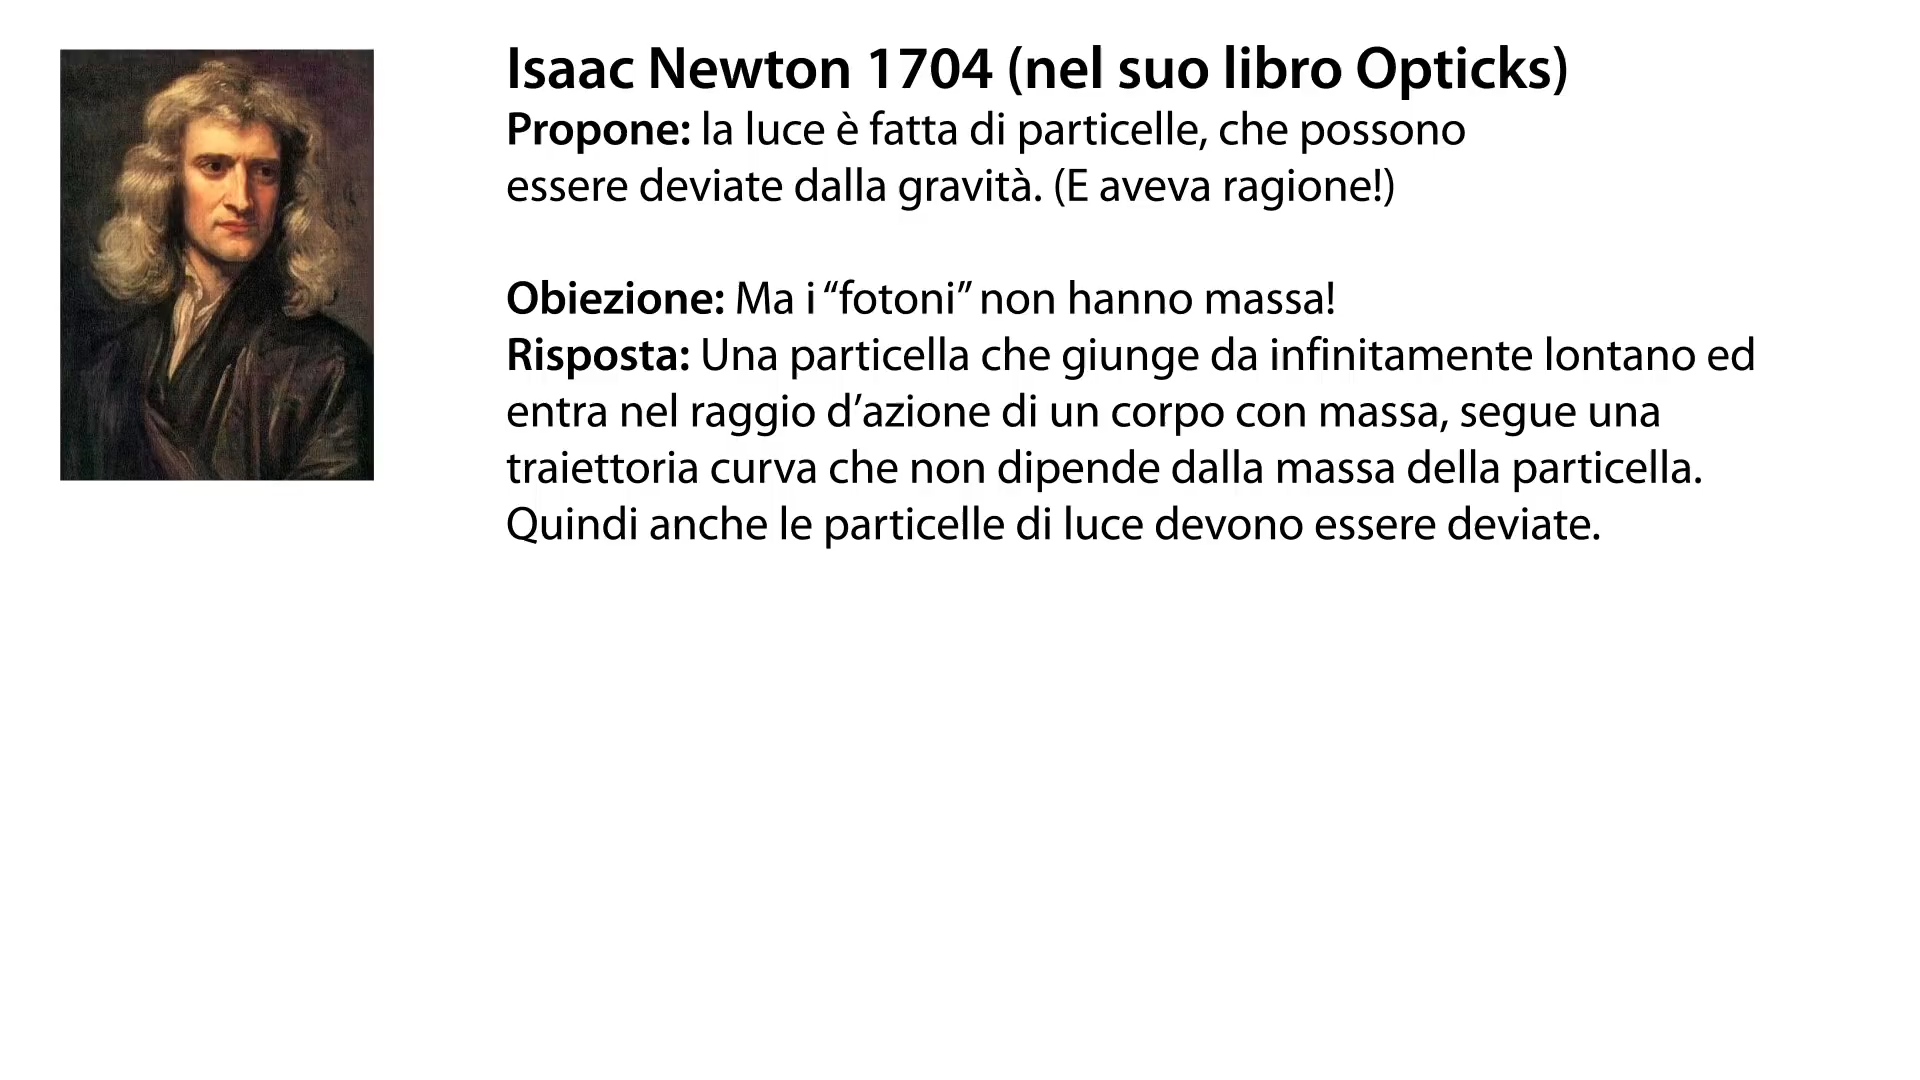 Isaac Newton 1704 (nel suo libro Opticks)
Propone: la luce è fatta di particelle, che possono
essere deviate dalla gravità. (E aveva ragione!)
Obiezione: Ma i “fotoni” non hanno massa!
Risposta: Una particella che giunge da infinitamente lontano ed
entra nel raggio d’azione di un corpo con massa, segue una
traiettoria curva che non dipende dalla massa della particella.
Quindi anche le particelle di luce devono essere deviate.